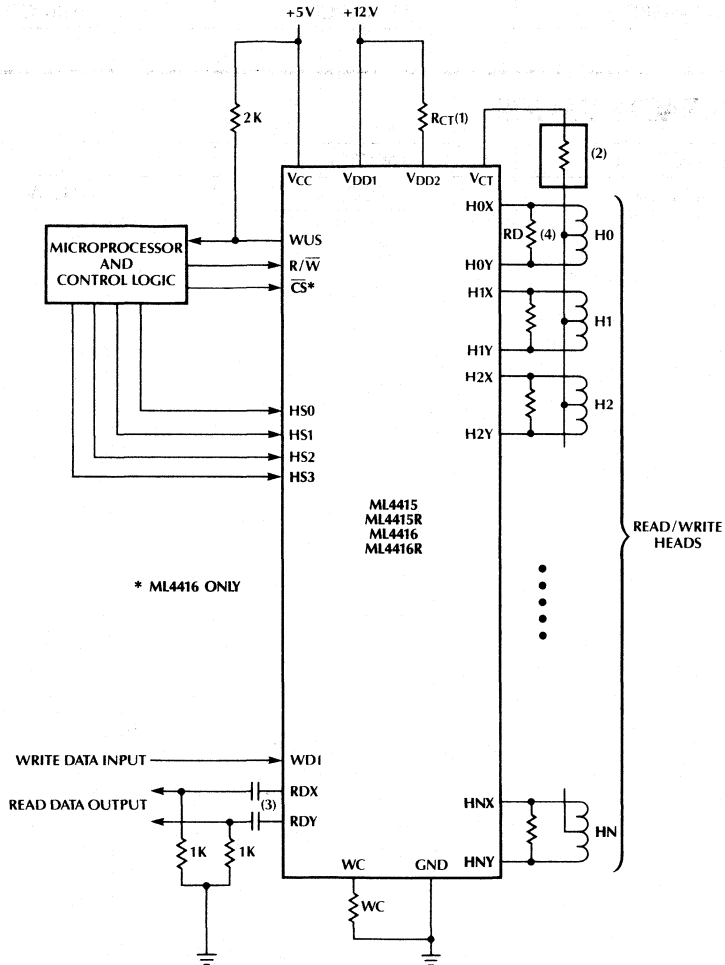 +5V
+12V
2K
RCT(1)
(2)
VCC
VDD1
VDD2
VCT
H0X
RD
(4)
H0
H0Y
MICROPROCESSOR
AND
CONTROL LOGIC
WUS
R/W̅
C̅S̅*
H1X
H1
H1Y
H2X
H2
H2Y
HS0
HS1
HS2
HS3
ML4415
ML4415R
ML4416
ML4416R
READ/WRITE
HEADS
* ML4416 ONLY
WRITE DATA INPUT
WD1
RDX
READ DATA OUTPUT
(3)
RDY
1K
1K
HNX
HN
HNY
WC
GND
WC